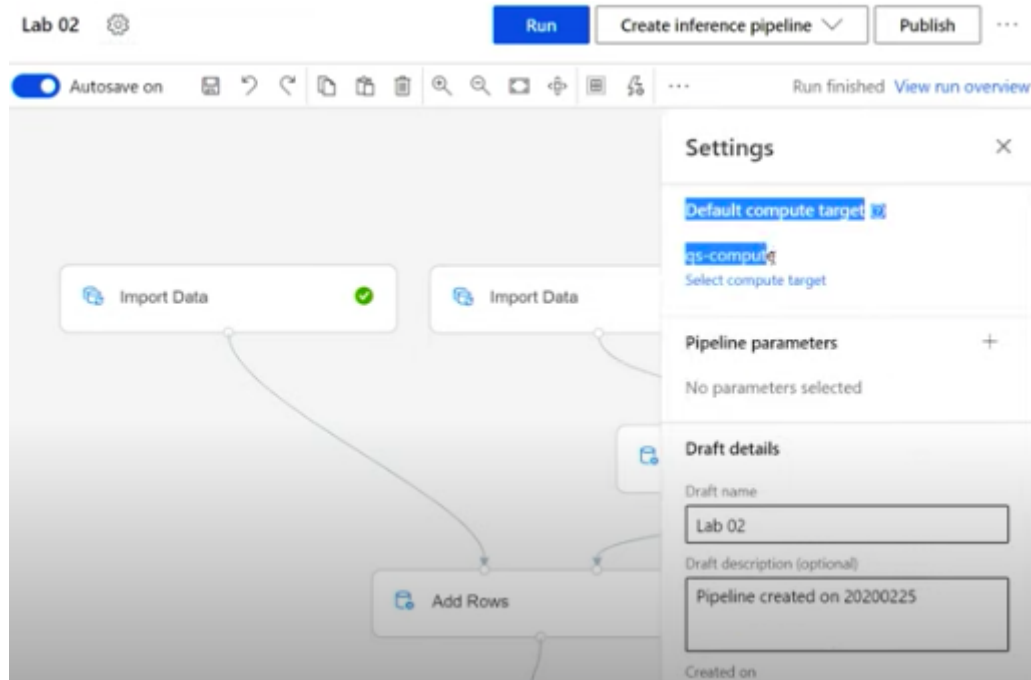 Lab 02
Run
Create inference pipeline
Publish
Autosave on
Run finished View run overview
Settings
Default compute target
qs-compute
Select compute target
Import Data
Import Data
Pipeline parameters
No parameters selected
Draft details
Draft name
Lab 02
Draft description (optional)
Pipeline created on 20200225
Add Rows
Created on